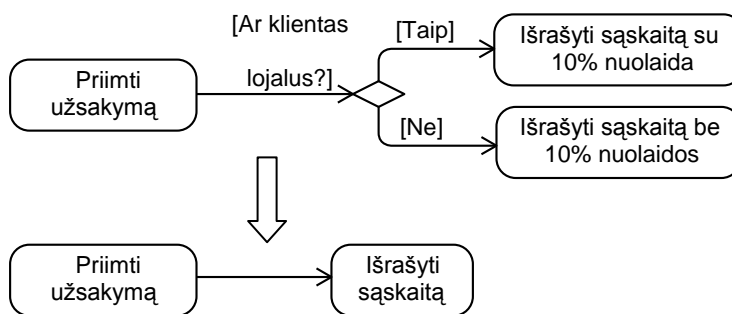 [Ar klientas
lojalus?]
Priimti
užsakymą
[Taip]
Išrašyti sąskaitą su
10% nuolaida
[Ne]
Išrašyti sąskaitą be
10% nuolaidos
Priimti
užsakymą
Išrašyti
sąskaitą